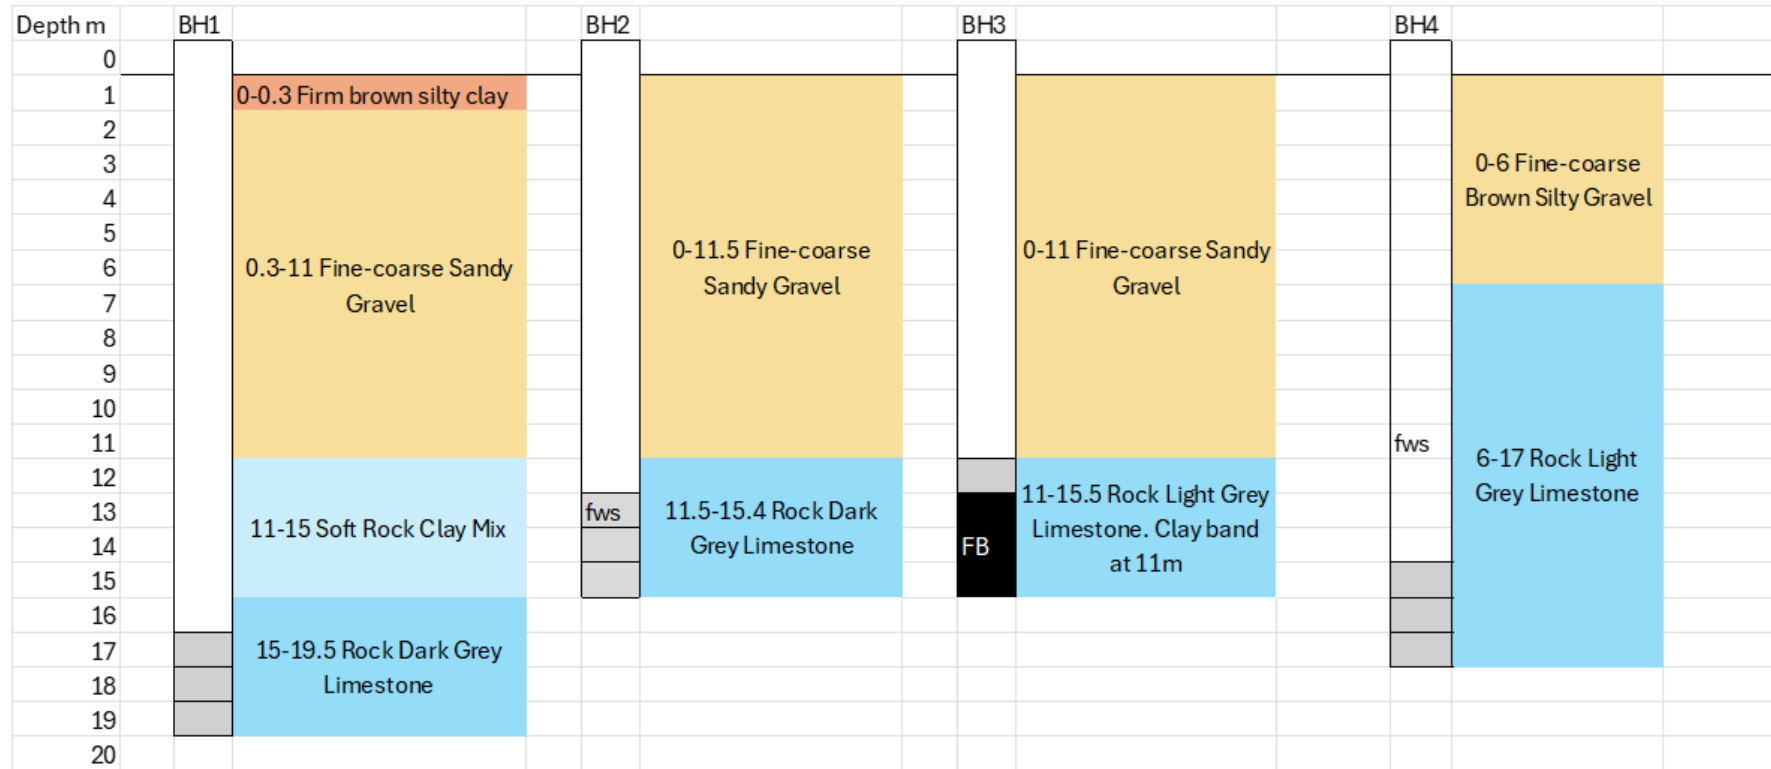 Depth m BH1 BH2 BH3 BH4
0
1
2
3
4
5
6
7
8
9
10
11
12
13
14
15
16
17
18
19
20
0-0.3 Firm brown silty clay
0.3-11 Fine-coarse Sandy
Gravel
11-15 Soft Rock Clay Mix
15-19.5 Rock Dark Grey
Limestone
fws
0-11.5 Fine-coarse
Sandy Gravel
11.5-15.4 Rock Dark
Grey Limestone
FB
0-11 Fine-coarse Sandy
Gravel
11-15.5 Rock Light Grey
Limestone. Clay band
at 11m
fws
0-6 Fine-coarse
Brown Silty Gravel
6-17 Rock Light
Grey Limestone